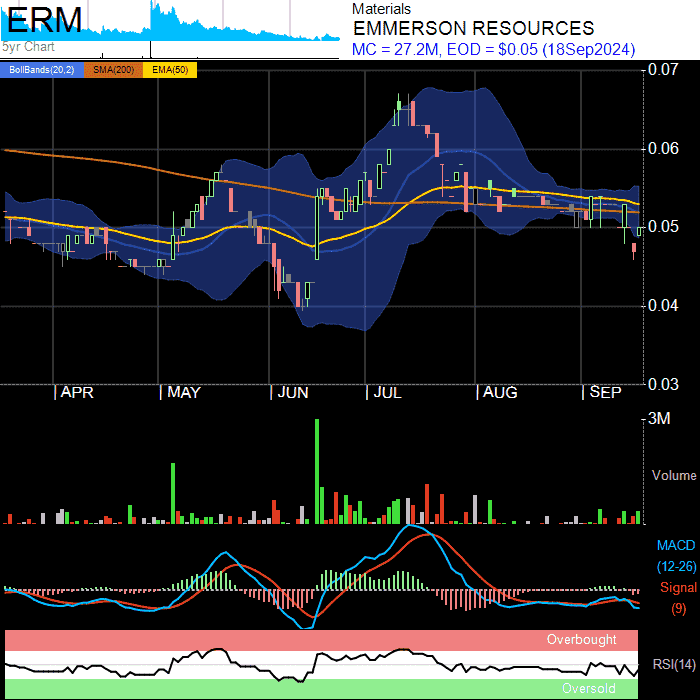 ERM
5yr Chart
Materials
EMMERSON RESOURCES
MC = 27.2M, EOD = $0.05 (18Sep2024)
BollBands(20,2) SMA(200) EMA(50)
0.07
0.06
0.05
0.04
0.03
APR MAY JUN JUL AUG SEP
3M
Volume
MACD
(12-26)
Signal
(9)
Overbought
RSI(14)
Oversold